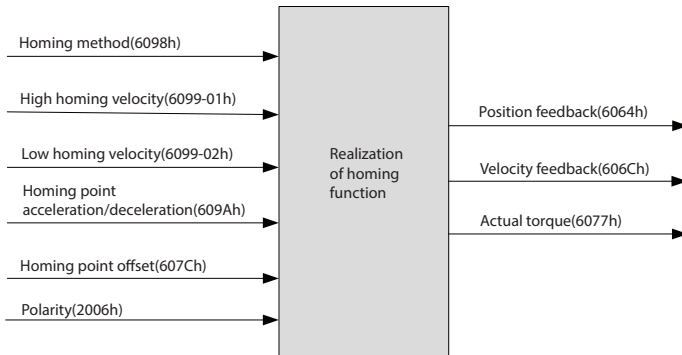 Homing method(6098h)
High homing velocity(6099-01h)
Low homing velocity(6099-02h)
Homing point
acceleration/deceleration(609Ah)
Homing point offset(607Ch)
Polarity(2006h)
Realization
of homing
function
Position feedback(6064h)
Velocity feedback(606Ch)
Actual torque(6077h)